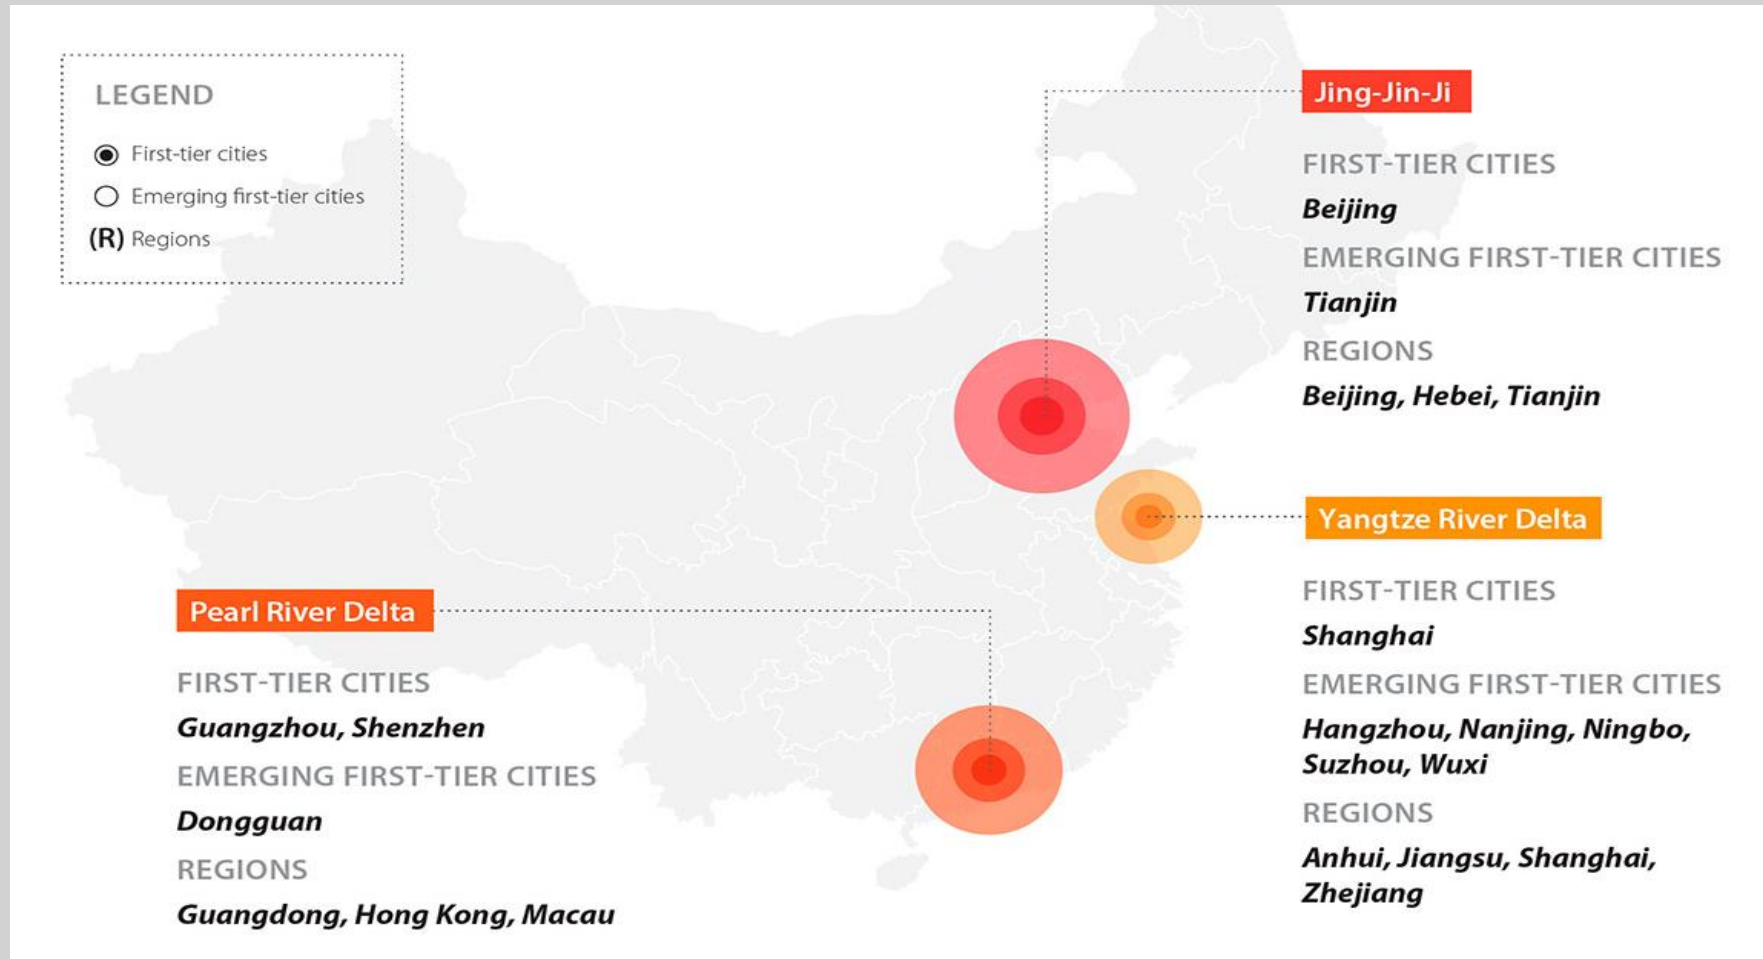 LEGEND
First-tier cities
Emerging first-tier cities
(R) Regions
Jing-Jin-Ji
FIRST-TIER CITIES
Beijing
EMERGING FIRST-TIER CITIES
Tianjin
REGIONS
Beijing, Hebei, Tianjin
Yangtze River Delta
FIRST-TIER CITIES
Shanghai
EMERGING FIRST-TIER CITIES
Hangzhou, Nanjing, Ningbo,
Suzhou, Wuxi
REGIONS
Anhui, Jiangsu, Shanghai,
Zhejiang
Pearl River Delta
FIRST-TIER CITIES
Guangzhou, Shenzhen
EMERGING FIRST-TIER CITIES
Dongguan
REGIONS
Guangdong, Hong Kong, Macau